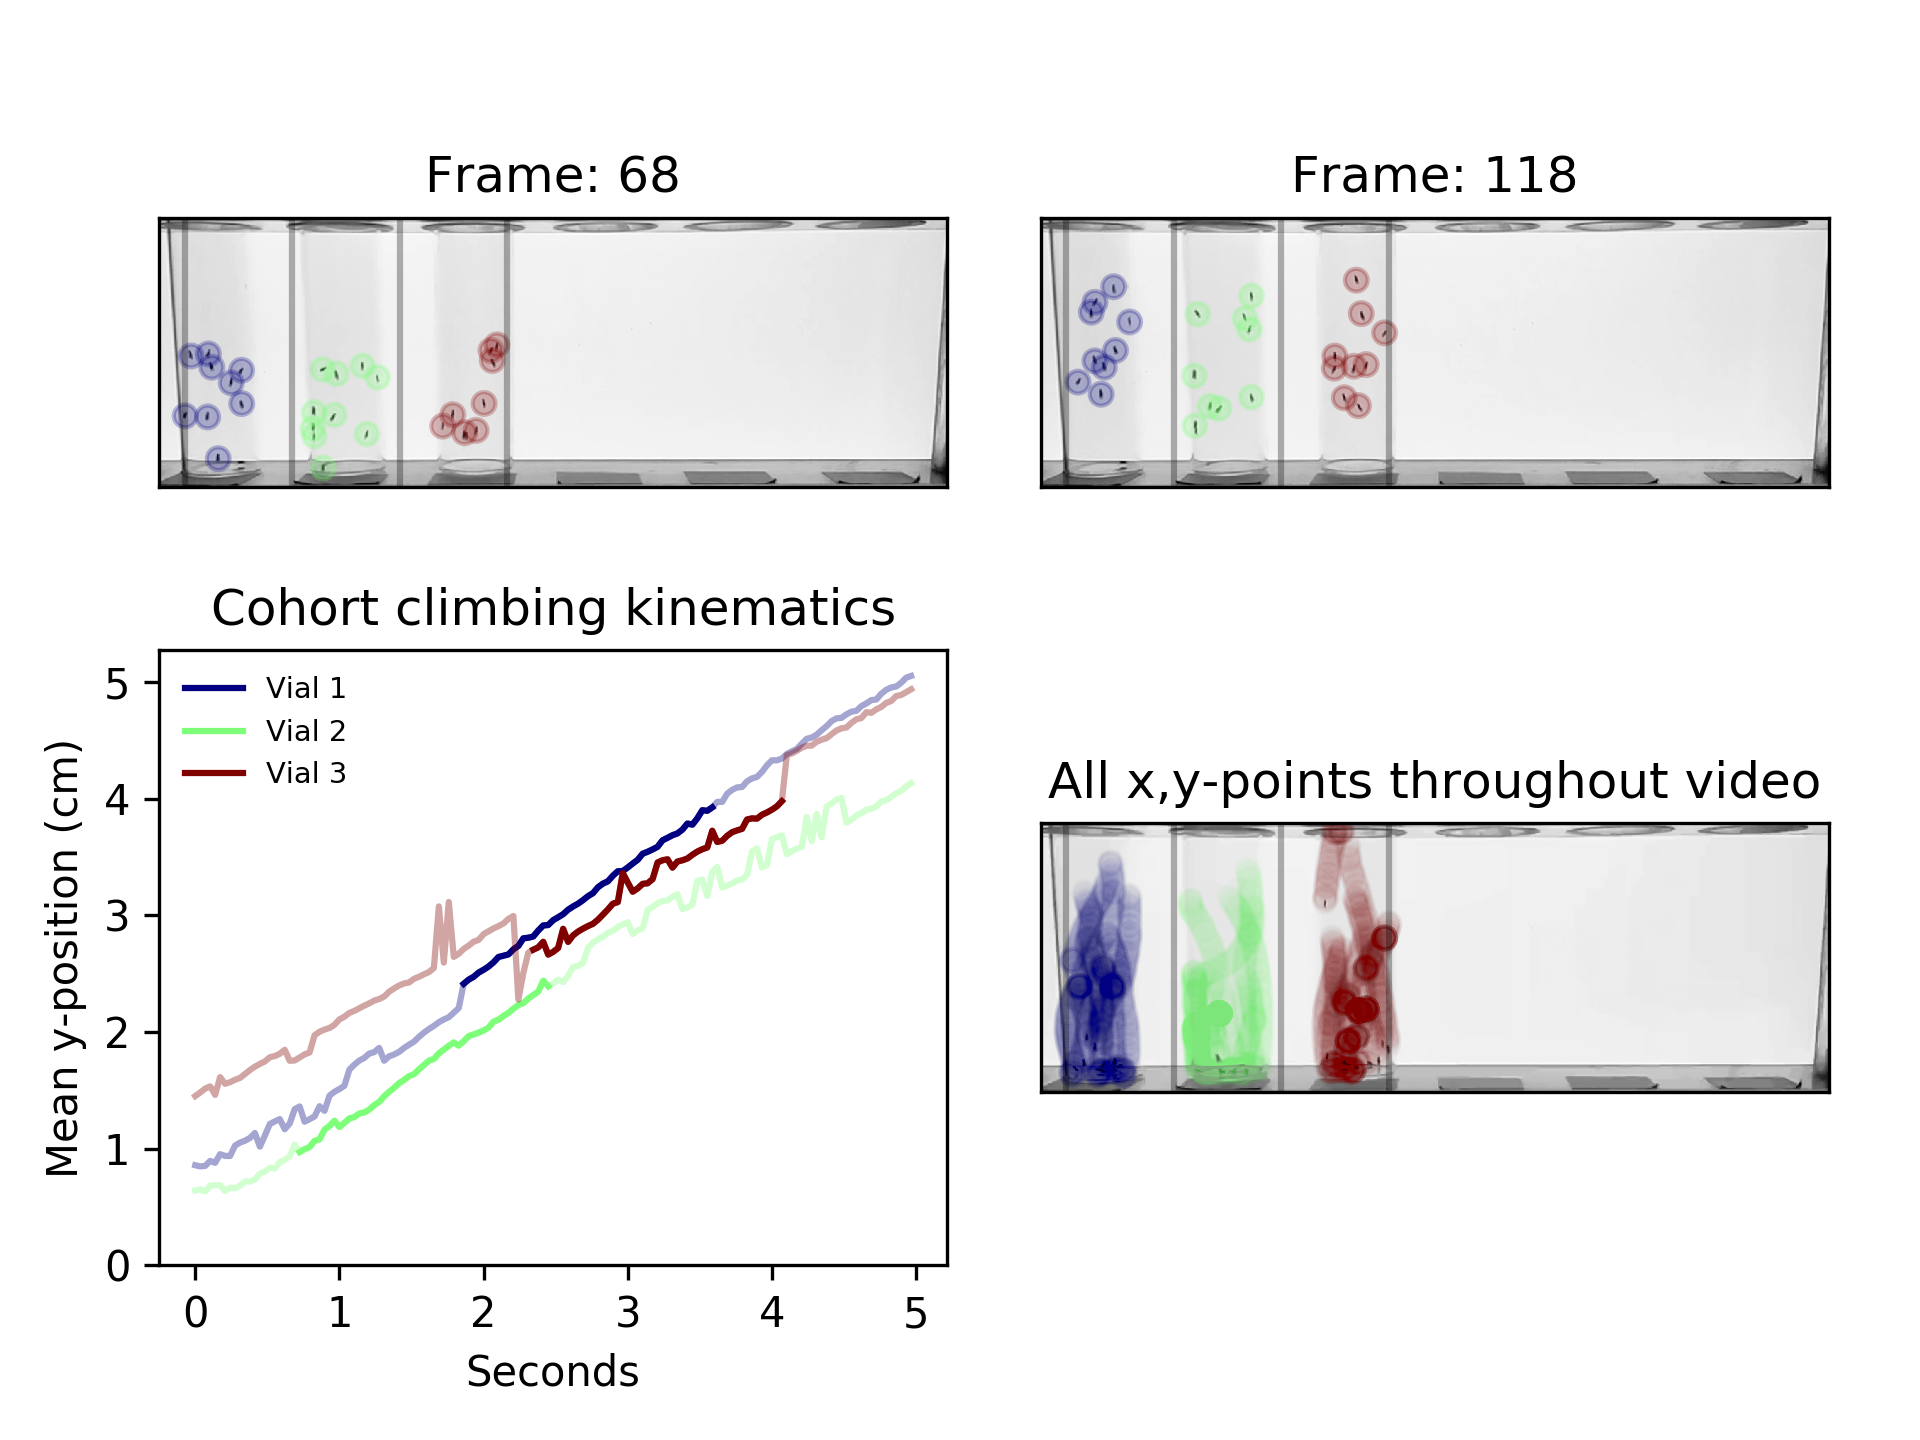 Frame: 68
Frame: 118
Cohort climbing kinematics
Vial 1
Vial 2
Vial 3
Mean y-position (cm)
5
4
3
2
1
0
0 1 2 3 4 5
Seconds
All x,y-points throughout video